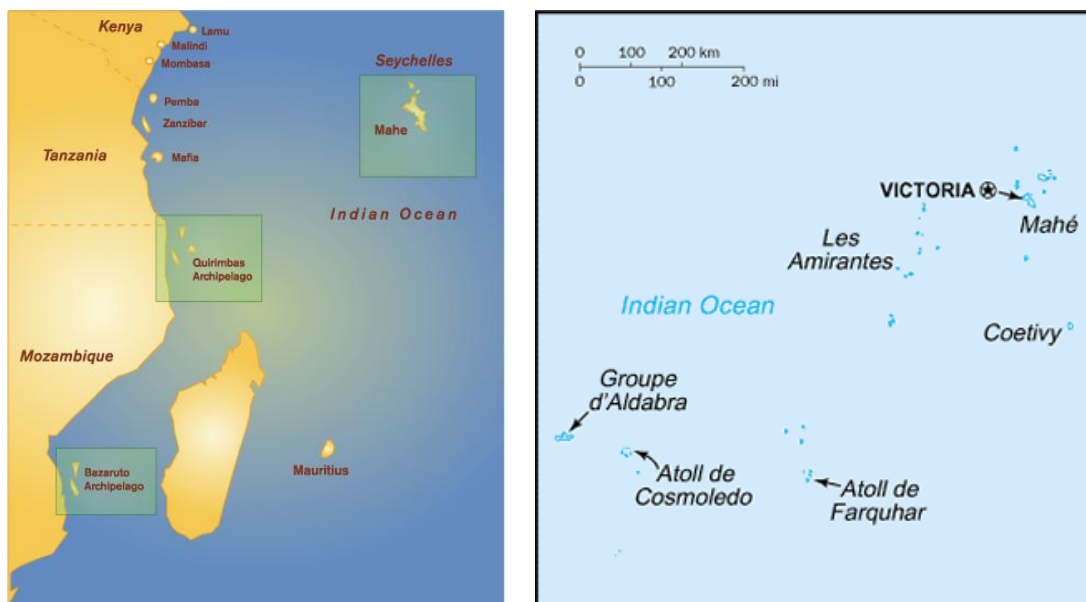 Kenya
Lamu
Malindi
Mombasa
Pemba
Zanzibar
Tanzania
Mafia
Seychelles
Mahe
Indian Ocean
Quirimbas
Archipelago
Mozambique
Bazaruto
Archipelago
Mauritius
0 100 200 km
0 100 200 mi
VICTORIA
Mahé
Les
Amirantes
Indian Ocean
Coetivy
Groupe
d'Aldabra
Atoll de
Cosmoledo
Atoll de
Farquhar